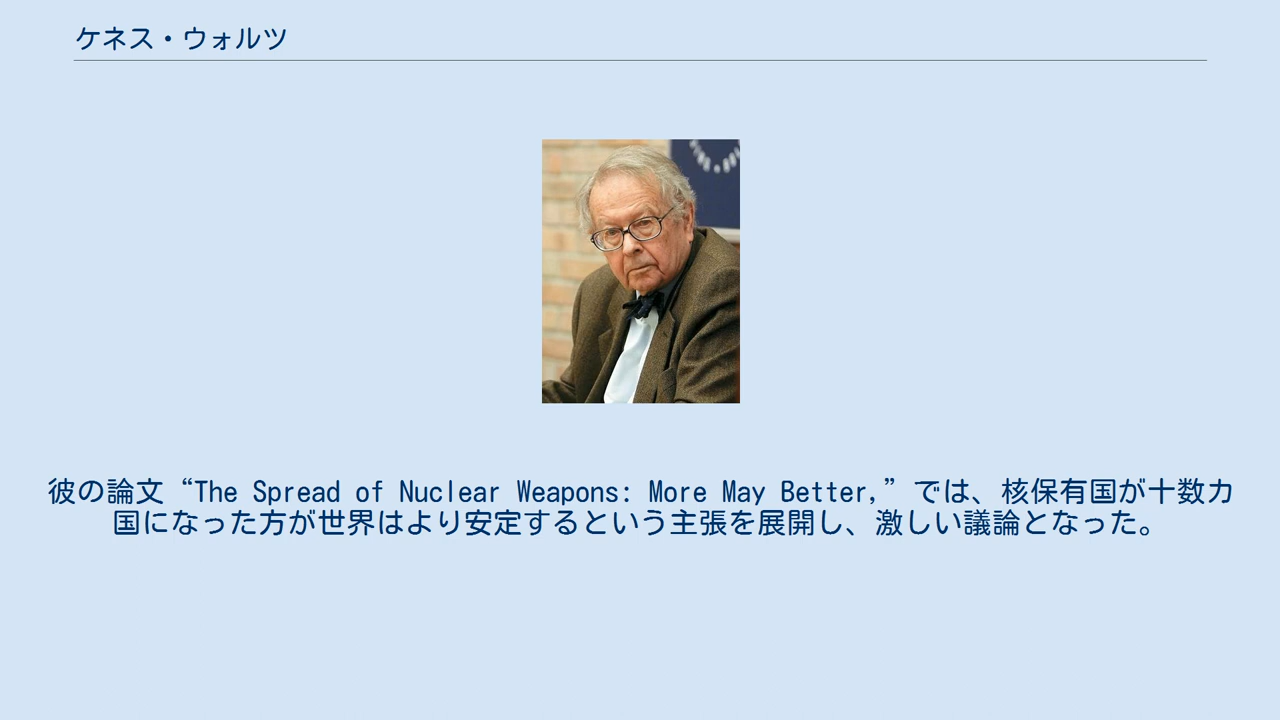 ケネス・ウォルツ
彼の論文“The Spread of Nuclear Weapons: More May Better,”では、核保有国が十数カ
国になった方が世界はより安定するという主張を展開し、激しい議論となった。